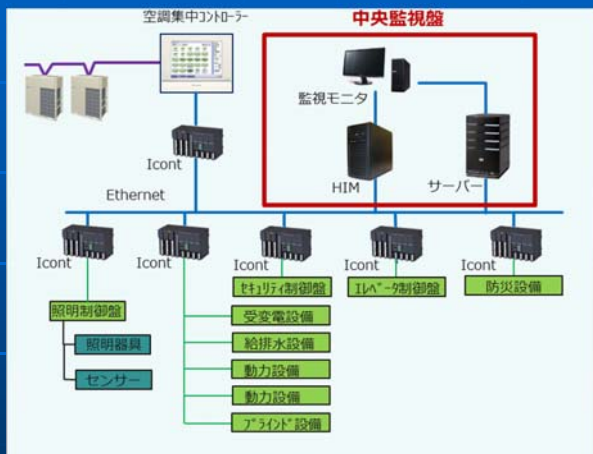 空調集中ｺﾝﾄﾛｰﾗｰ
中央監視盤
監視モニタ
Icont
HIM
サーバー
Ethernet
Icont
Icont
Icont
Icont
Icont
ｾｷｭﾘﾃｨ制御盤
ｴﾚﾍﾞｰﾀ制御盤
防災設備
照明制御盤
受変電設備
照明器具
給排水設備
センサー
動力設備
動力設備
ﾌﾞﾗｲﾝﾄﾞ設備